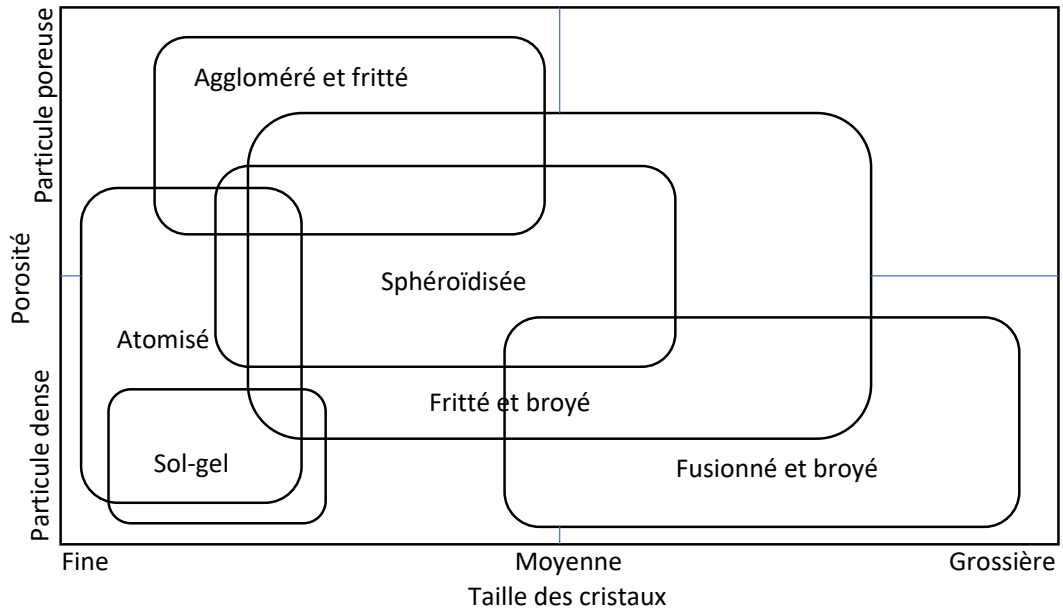 Particule poreuse
Porosité
Particule dense
Aggloméré et fritté
Sphéroïdisée
Atomisé
Fritté et broyé
Sol-gel
Fusionné et broyé
Fine
Moyenne
Grossière
Taille des cristaux